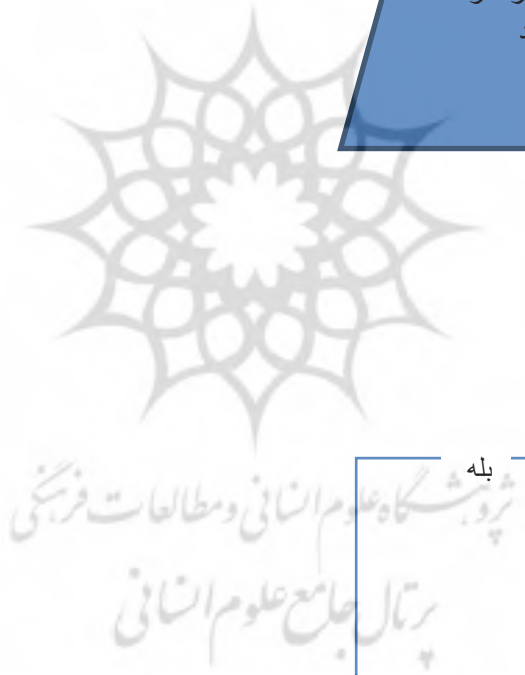 بله
پژوهشگاه علوم انسانی و مطالعات فرهنگی
پرتال جامع علوم انسانی